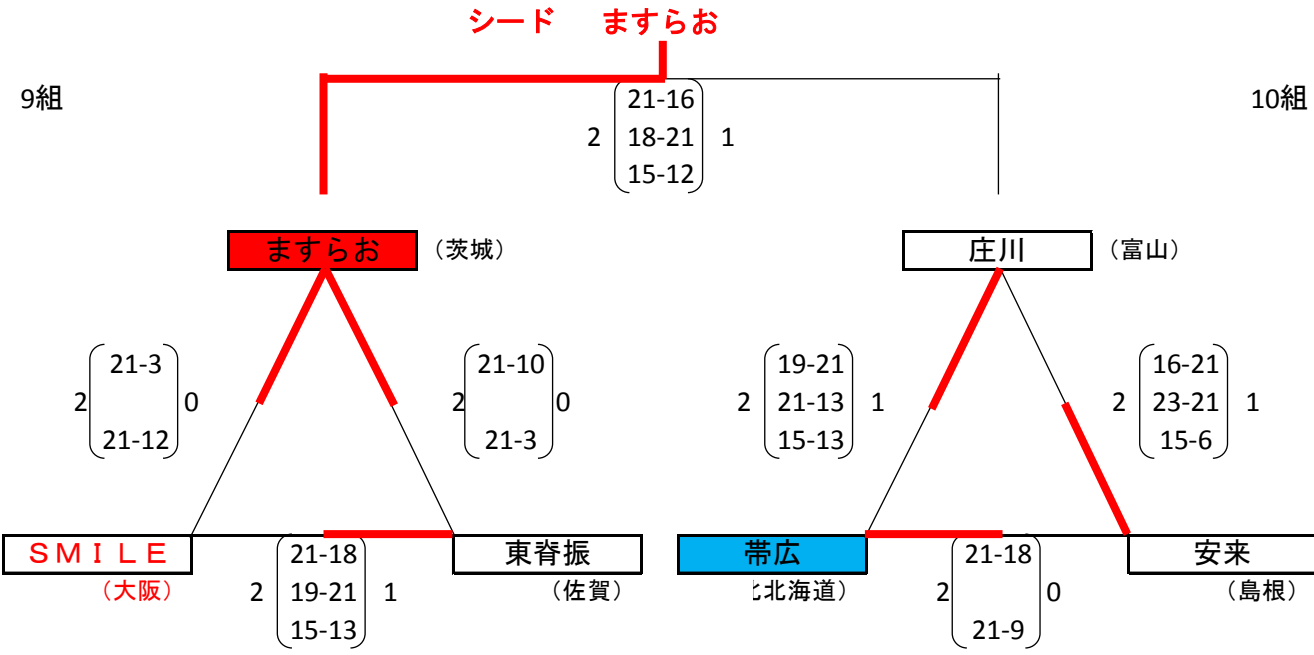 シード ますらお
9組
10組
21-16
2 18-21 1
15-12
ますらお (茨城)
庄川 (富山)
21-3
2 0
21-12
21-10
2 0
21-3
19-21
2 21-13 1
15-13
16-21
2 23-21 1
15-6
ＳＭＩＬＥ
(大阪)
21-18
2 19-21 1
15-13
東脊振
(佐賀)
帯広
北海道)
21-18
2 0
21-9
安来
(島根)